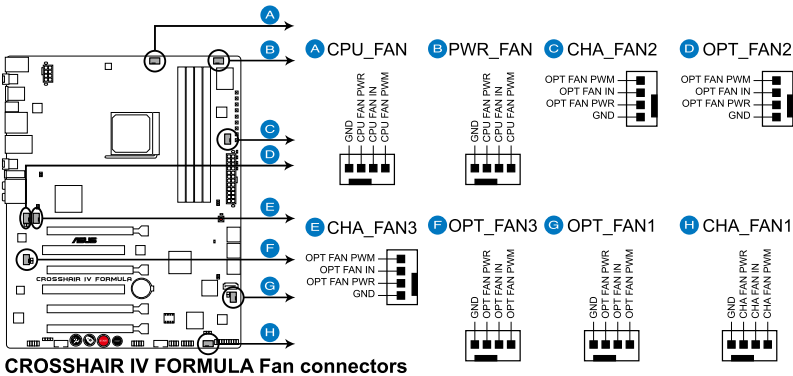 A
B
C
D
E
F
G
H
A CPU_FAN
GND
CPU FAN PWR
CPU FAN IN
CPU FAN PWM
B PWR_FAN
GND
CPU FAN PWR
CPU FAN IN
CPU FAN PWM
C CHA_FAN2
OPT FAN PWM
OPT FAN IN
OPT FAN PWR
GND
D OPT_FAN2
OPT FAN PWM
OPT FAN IN
OPT FAN PWR
GND
E CHA_FAN3
OPT FAN PWM
OPT FAN IN
OPT FAN PWR
GND
F OPT_FAN3
GND
OPT FAN PWR
OPT FAN IN
OPT FAN PWM
G OPT_FAN1
GND
OPT FAN PWR
OPT FAN IN
OPT FAN PWM
H CHA_FAN1
GND
CHA FAN PWR
CHA FAN IN
CHA FAN PWM
ASUS
CROSSHAIR IV FORMULA
CROSSHAIR IV FORMULA Fan connectors